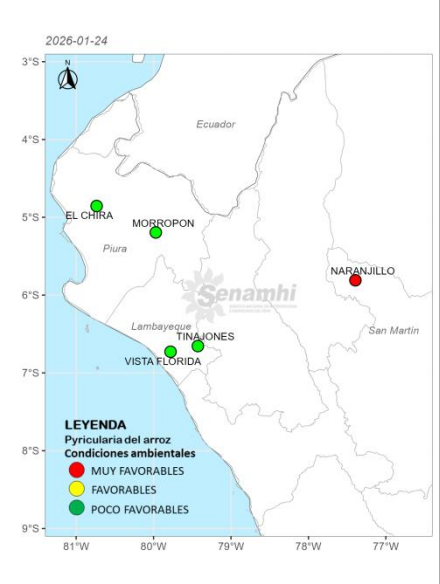 2026-01-24
3°S
N
4°S
Ecuador
5°S
EL CHIRA
MORROPON
Piura
NARANJILLO
6°S
Senamhi
Lambayeque
San Martín
TINAJONES
VISTA FLORIDA
7°S
LEYENDA
Pyricularia del arroz
Condiciones ambientales
8°S
MUY FAVORABLES
FAVORABLES
POCO FAVORABLES
9°S
81°W 80°W 79°W 78°W 77°W